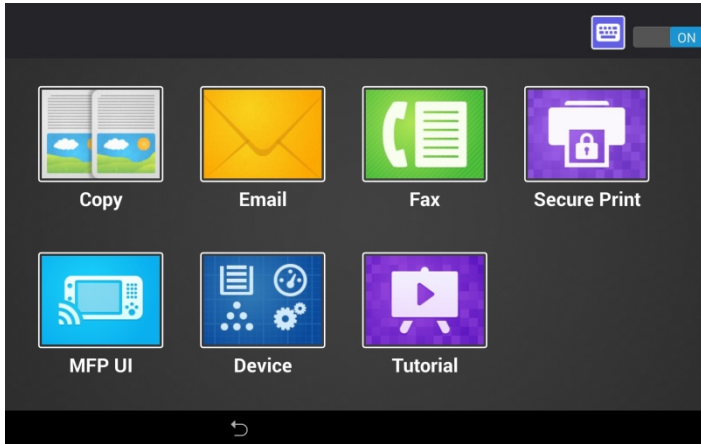 ON
Copy
Email
Fax
Secure Print
MFP UI
Device
Tutorial